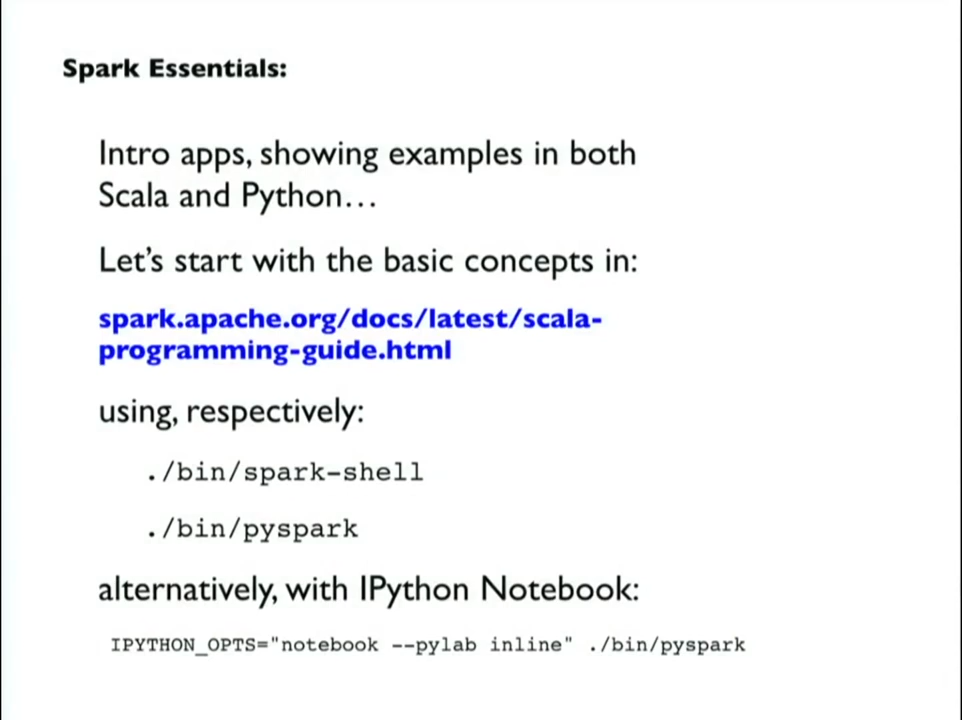 Spark Essentials:
Intro apps, showing examples in both
Scala and Python…
Let’s start with the basic concepts in:
spark.apache.org/docs/latest/scala-
programming-guide.html
using, respectively:
./bin/spark-shell
./bin/pyspark
alternatively, with IPython Notebook:
IPYTHON_OPTS="notebook --pylab inline" ./bin/pyspark